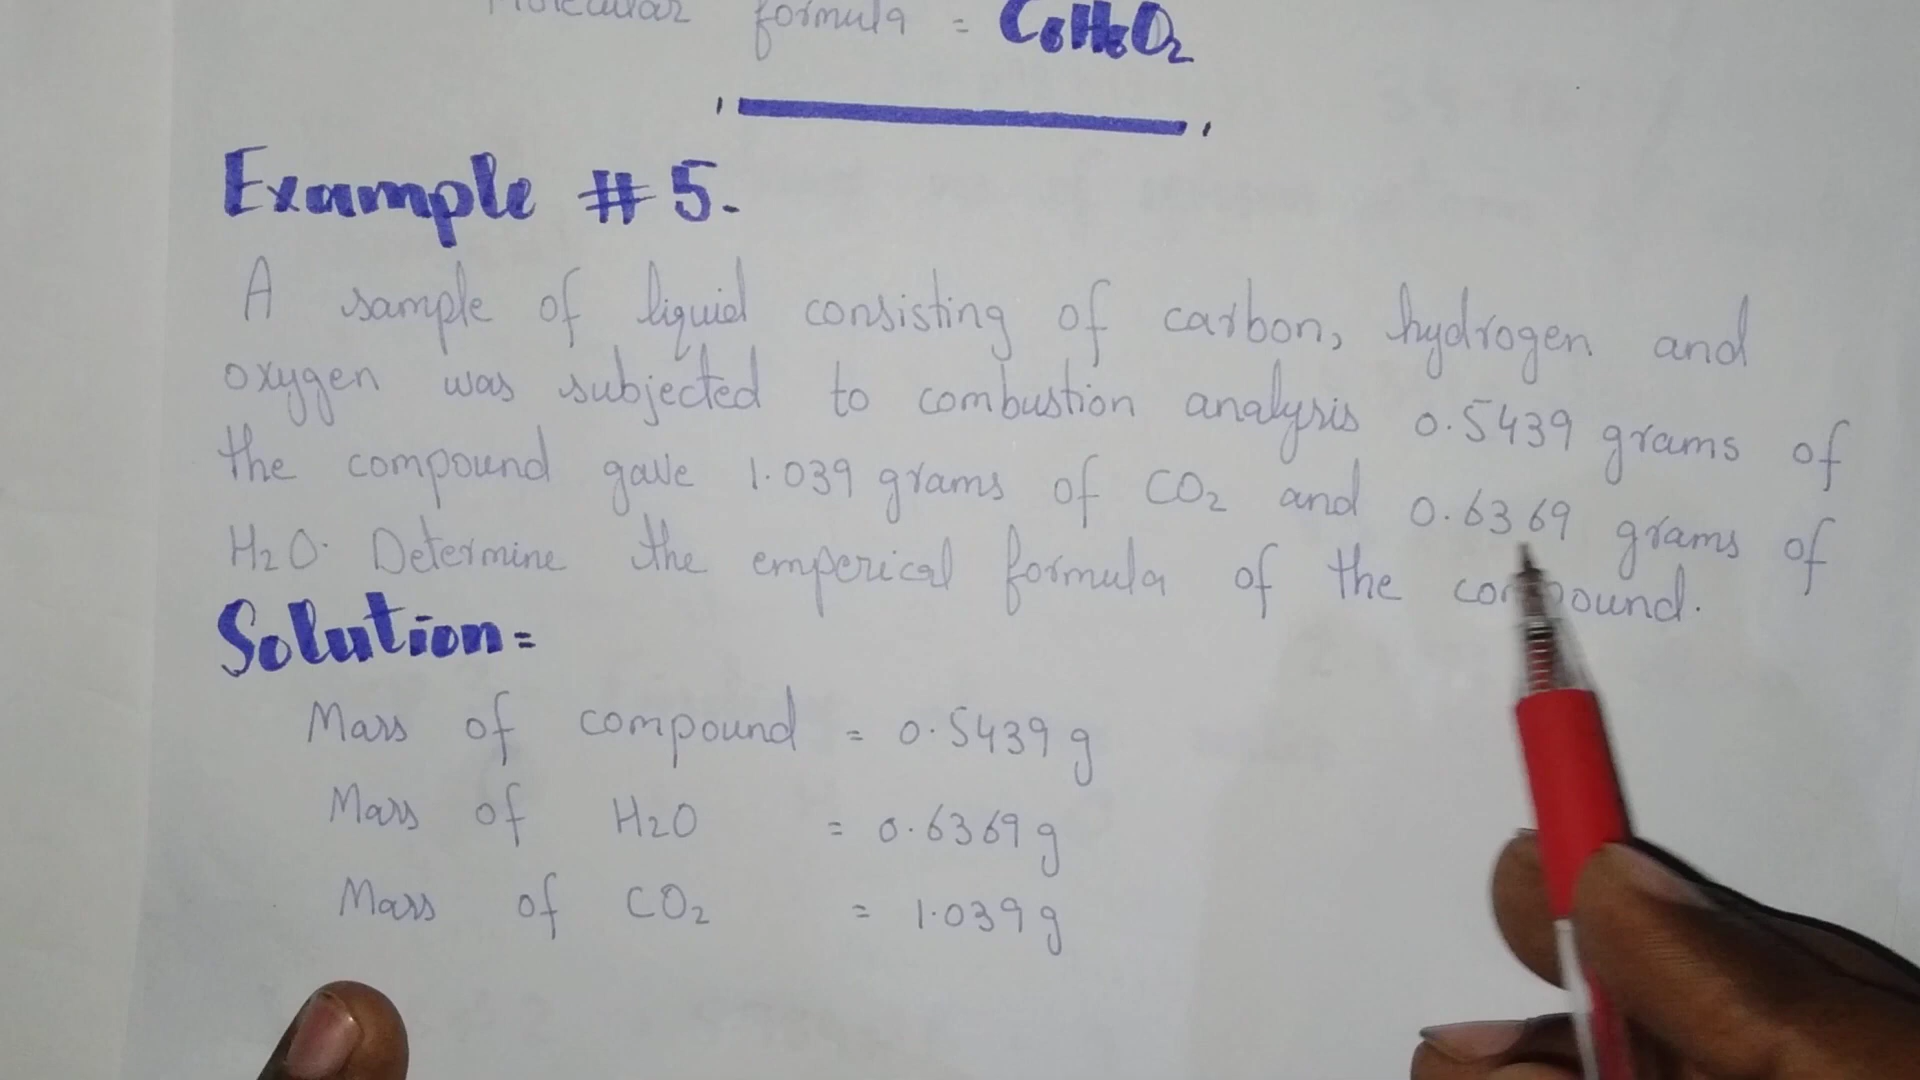 Molecular formula = C6H6O2
Example # 5.
A sample of liquid consisting of carbon, hydrogen and
oxygen was subjected to combustion analysis 0.5439 grams of
the compound gave 1.039 grams of CO2 and 0.6369 grams of
H2O. Determine the emperical formula of the compound.
Solution=
Mass of compound = 0.5439 g
Mass of H2O = 0.6369 g
Mass of CO2 = 1.039 g